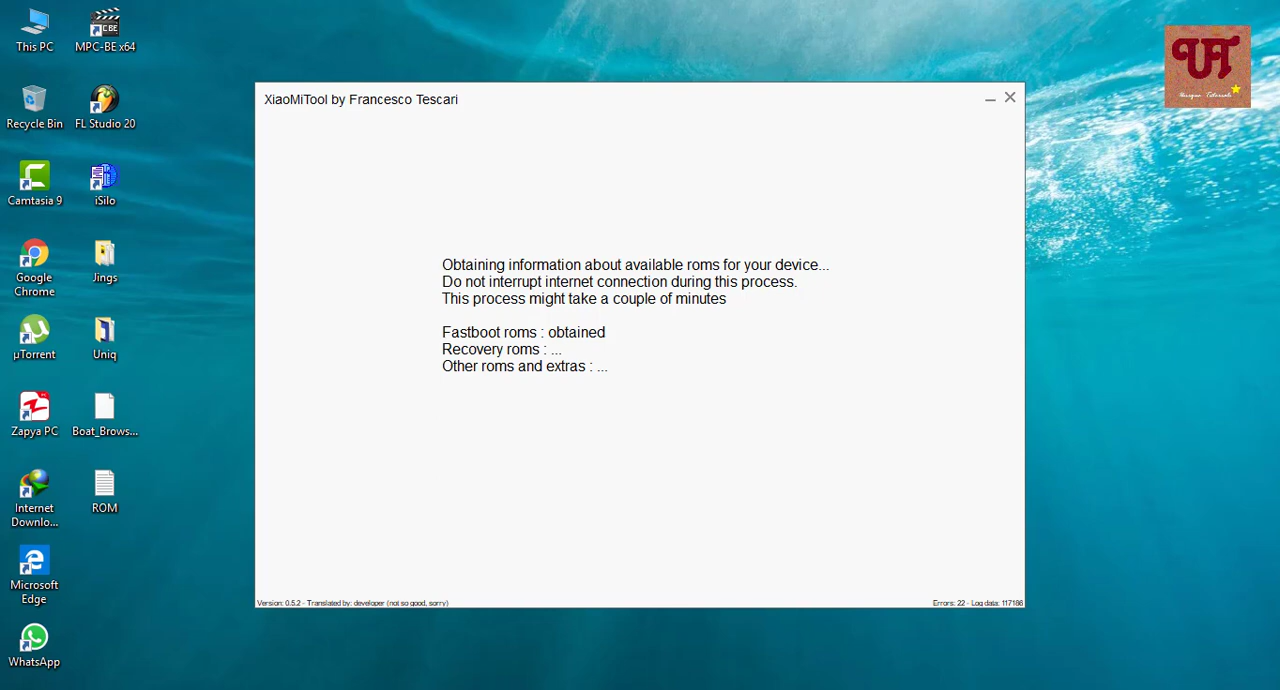 This PC
MPC-BE x64
Recycle Bin
FL Studio 20
Camtasia 9
iSilo
Google
Chrome
Jings
µTorrent
Uniq
Zapya PC
Boat_Brows...
Internet
Downlo...
ROM
Microsoft
Edge
WhatsApp
XiaoMiTool by Francesco Tescari
Obtaining information about available roms for your device...
Do not interrupt internet connection during this process.
This process might take a couple of minutes
Fastboot roms : obtained
Recovery roms : ...
Other roms and extras : ...
Version: 0.5.2 - Translated by: developer (not so good, sorry)
Errors: 22 - Log data: 117186